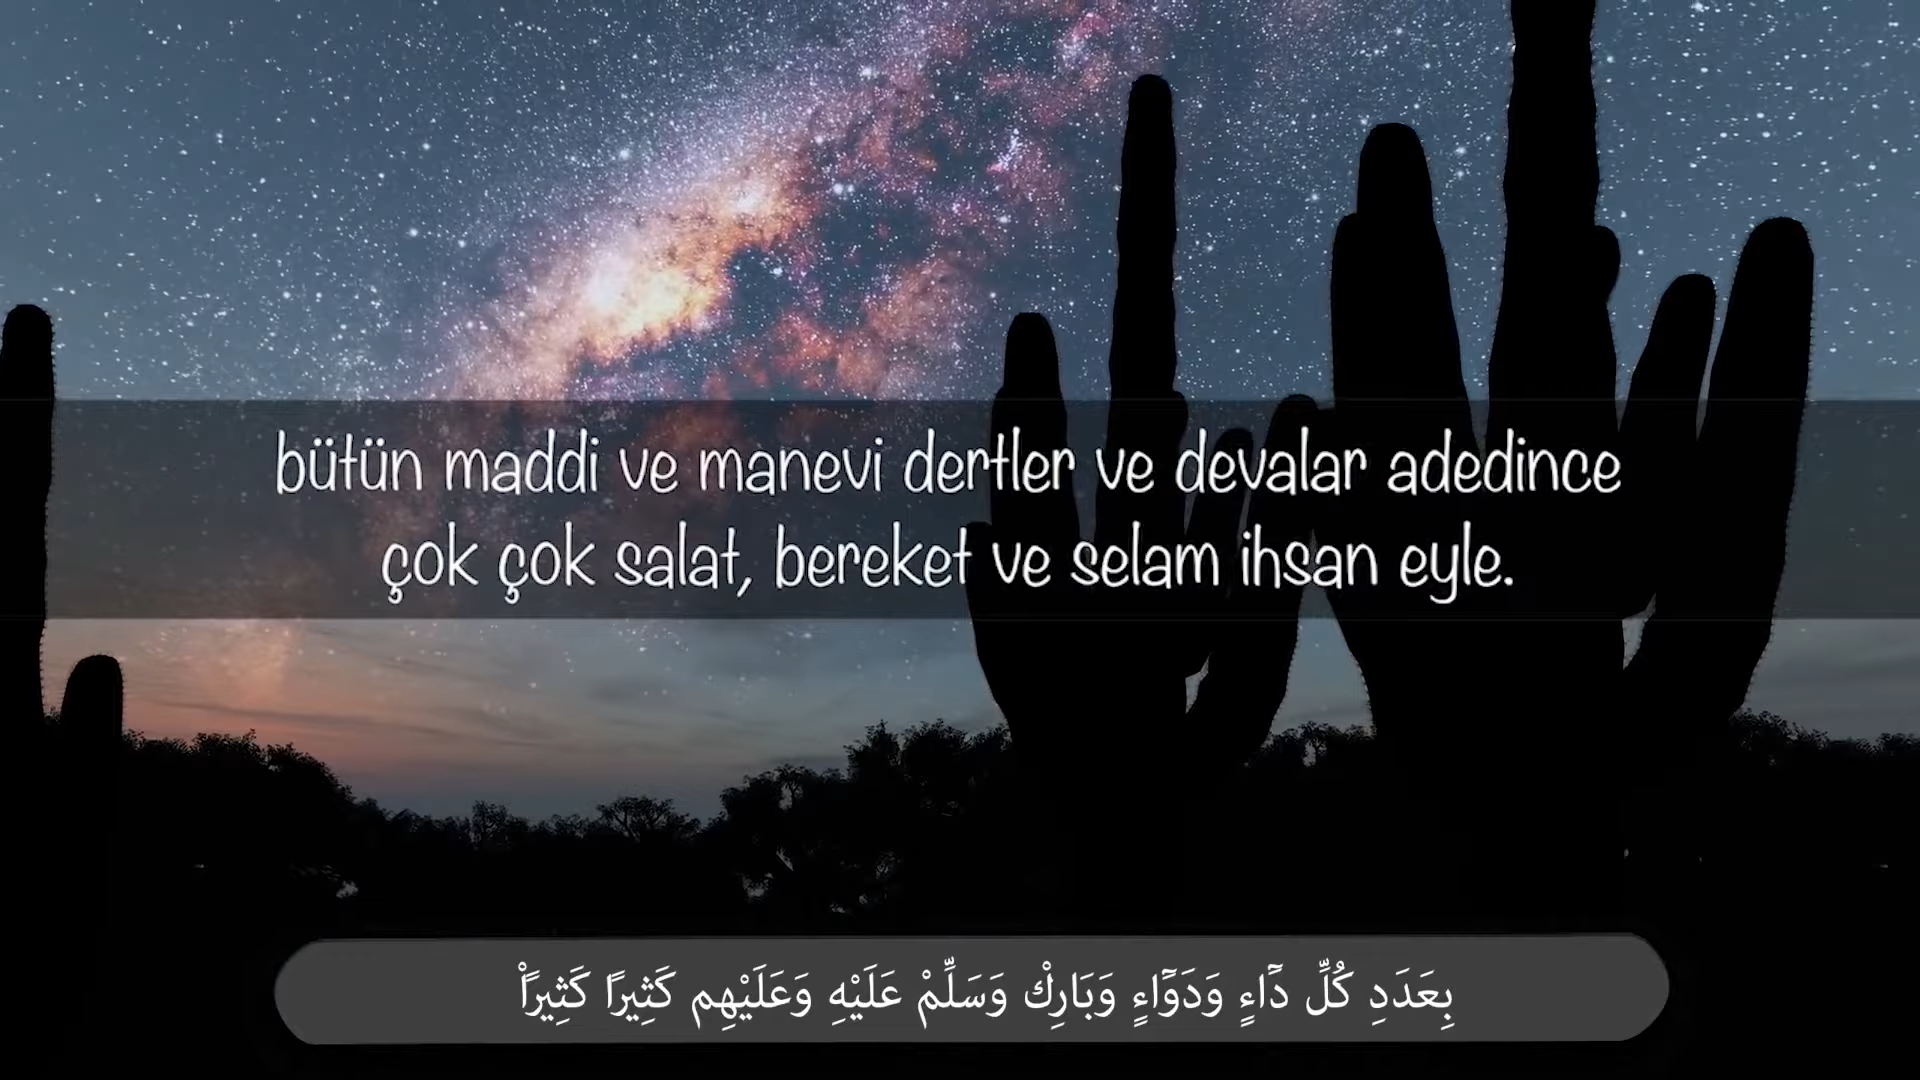 bütün maddi ve manevi dertler ve devalar adedince
çok çok salat, bereket ve selam ihsan eyle.
بِعَدَدِ كُلِّ دَٓاءٍ وَدَوَٓاءٍ وَبَارِكْ وَسَلِّمْ عَلَيْهِ وَعَلَيْهِم كَثِيرًا كَثِيرًاْ